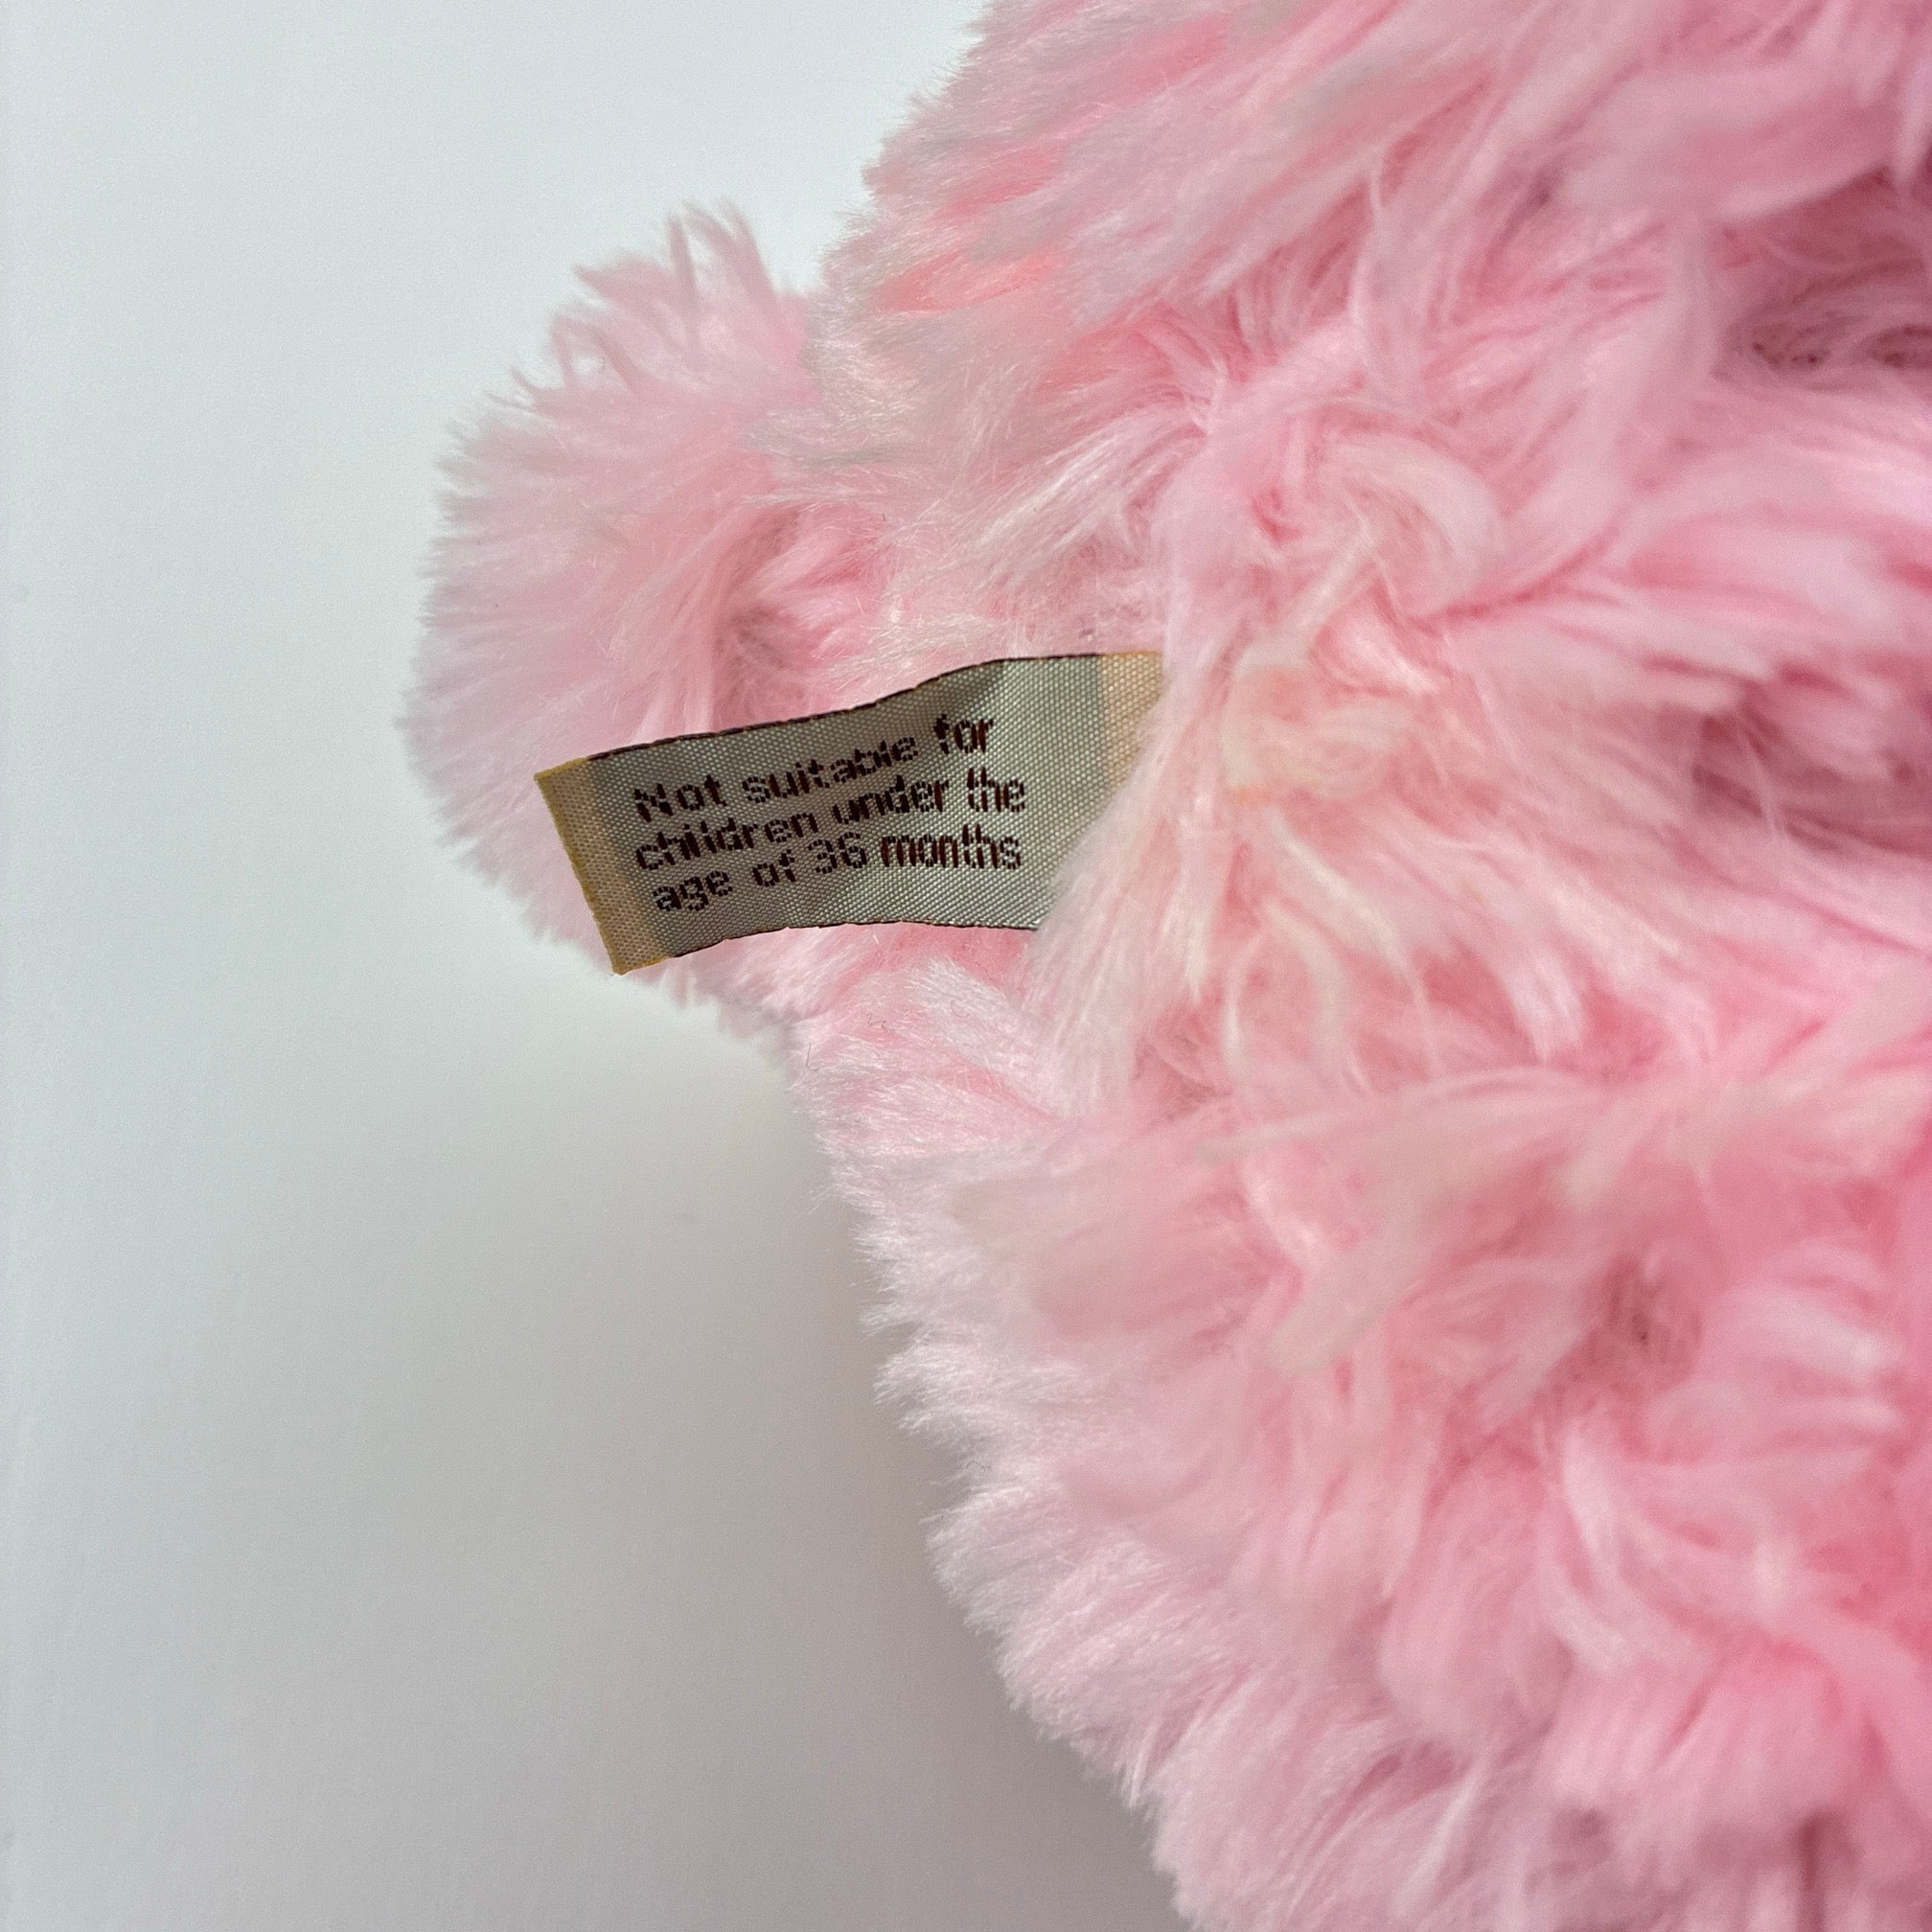 Not suitable for
children under the
age of 36 months